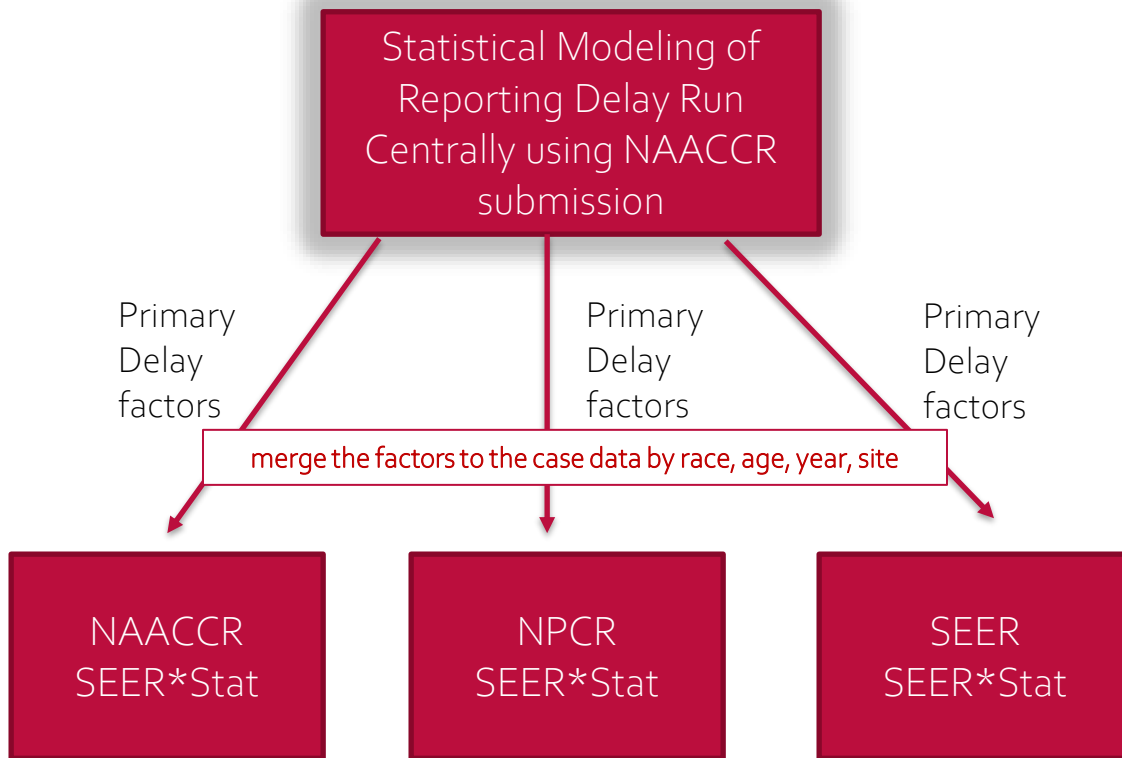 Statistical Modeling of
Reporting Delay Run
Centrally using NAACCR
submission
Primary
Delay
factors
Primary
Delay
factors
Primary
Delay
factors
merge the factors to the case data by race, age, year, site
NAACCR
SEER*Stat
NPCR
SEER*Stat
SEER
SEER*Stat